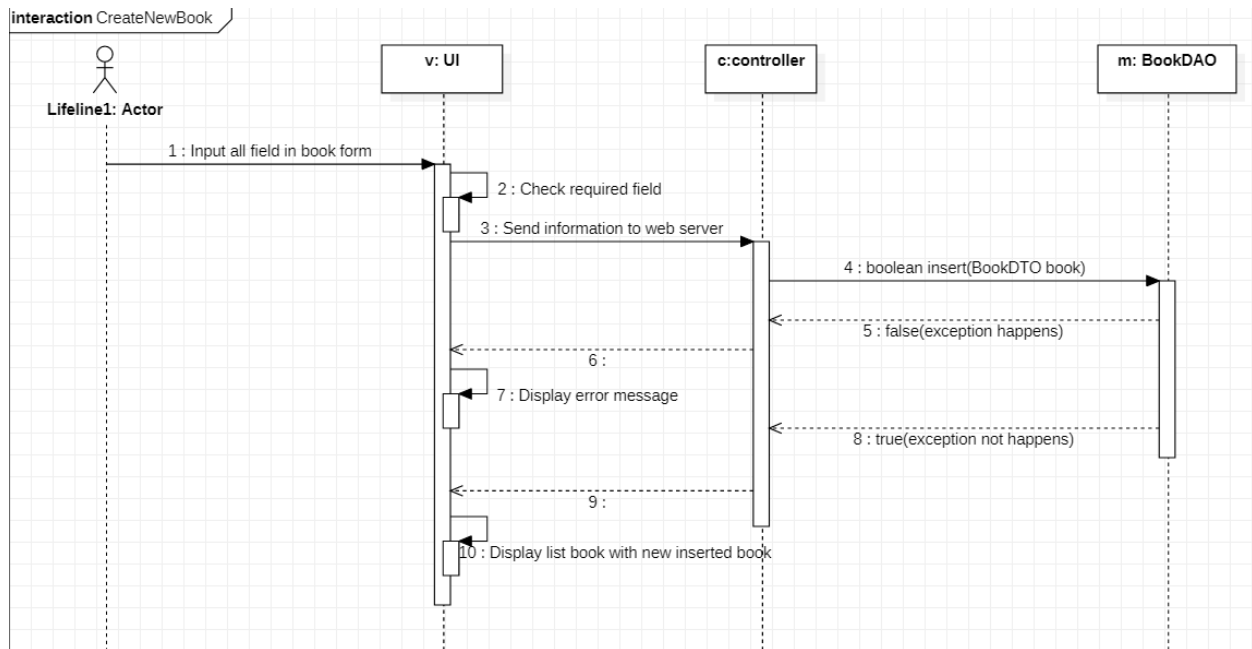 interaction CreateNewBook
v: UI
c:controller
m: BookDAO
Lifeline1: Actor
1 : Input all field in book form
2 : Check required field
3 : Send information to web server
4 : boolean insert(BookDTO book)
5 : false(exception happens)
6 :
7 : Display error message
8 : true(exception not happens)
9 :
10 : Display list book with new inserted book